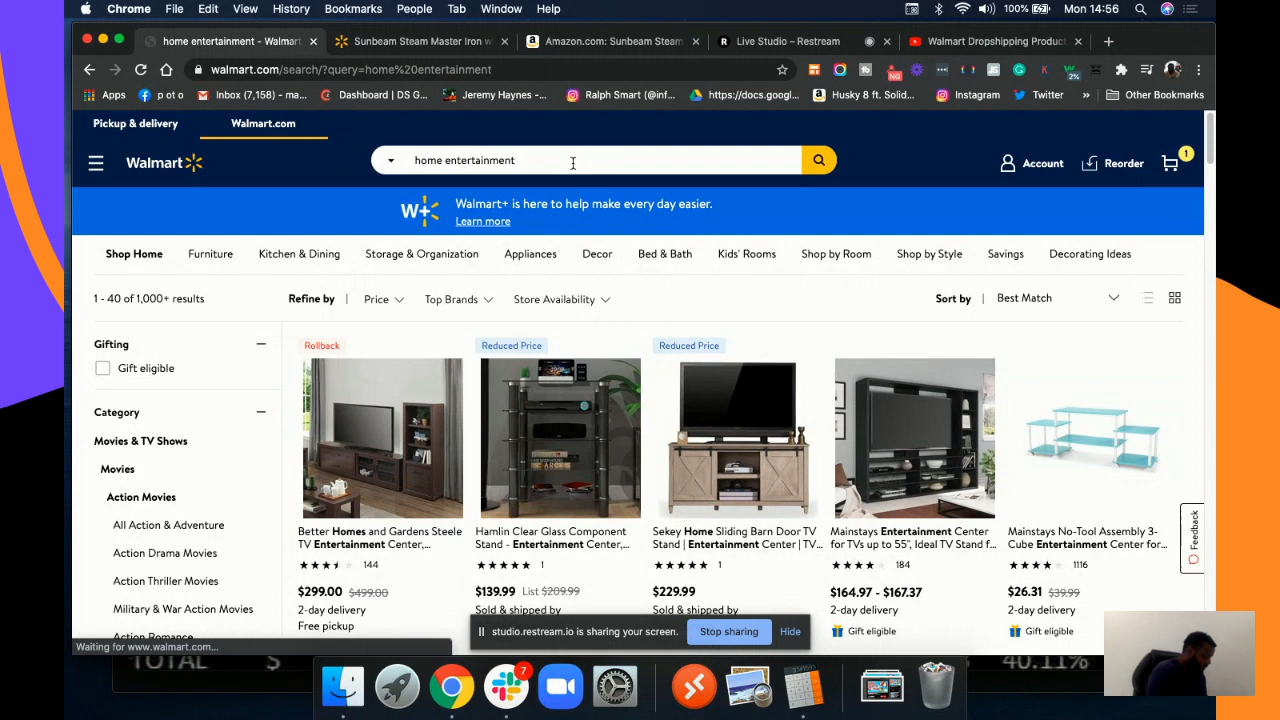 Chrome File Edit View History Bookmarks People Tab Window Help 100% Mon 14:56
home entertainment - Walmart Sunbeam Steam Master Iron w Amazon.com: Sunbeam Steam Live Studio – Restream Walmart Dropshipping Product
walmart.com/search/?query=home%20entertainment NG 2%
Apps p ot o Inbox (7,158) – ma... Dashboard | DS G... Jeremy Haynes -... Ralph Smart (@inf... https://docs.googl... Husky 8 ft. Solid... Instagram Twitter » Other Bookmarks
Pickup & delivery Walmart.com
Walmart home entertainment Account Reorder 1
W+ Walmart+ is here to help make every day easier.
Learn more
Shop Home Furniture Kitchen & Dining Storage & Organization Appliances Decor Bed & Bath Kids' Rooms Shop by Room Shop by Style Savings Decorating Ideas
1 - 40 of 1,000+ results Refine by Price Top Brands Store Availability Sort by Best Match
Gifting
Gift eligible
Category
Movies & TV Shows
Movies
Action Movies
All Action & Adventure
Action Drama Movies
Action Thriller Movies
Military & War Action Movies
Action Romance
Rollback Reduced Price Reduced Price
Better Homes and Gardens Steele
TV Entertainment Center,...
144
$299.00 $499.00
2-day delivery
Free pickup
Hamlin Clear Glass Component
Stand - Entertainment Center,...
1
$139.99 List $209.99
Sold & shipped by
Sekey Home Sliding Barn Door TV
Stand | Entertainment Center | TV...
1
$229.99
Sold & shipped by
Mainstays Entertainment Center
for TVs up to 55", Ideal TV Stand f...
184
$164.97 - $167.37
2-day delivery
Gift eligible
Mainstays No-Tool Assembly 3-
Cube Entertainment Center for...
1116
$26.31 $39.99
2-day delivery
Gift eligible
Feedback
studio.restream.io is sharing your screen. Stop sharing Hide
Waiting for www.walmart.com...
TOTAL $ 40.11%
7